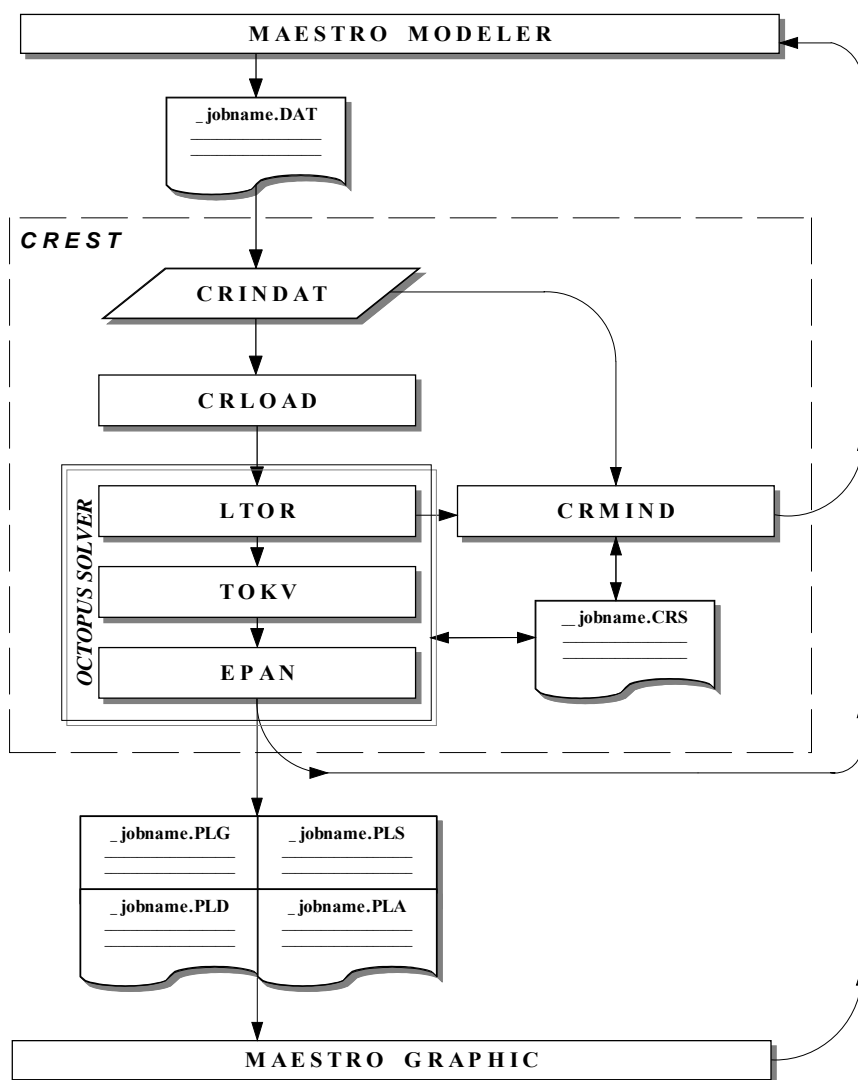 MAESTRO MODELER
_jobname.DAT
CREST
CRINDAT
CRLOAD
OCTOPUS SOLVER
LTOR
CRMIND
TOKV
_jobname.CRS
EPAN
_jobname.PLG
_jobname.PLS
_jobname.PLD
_jobname.PLA
MAESTRO GRAPHIC